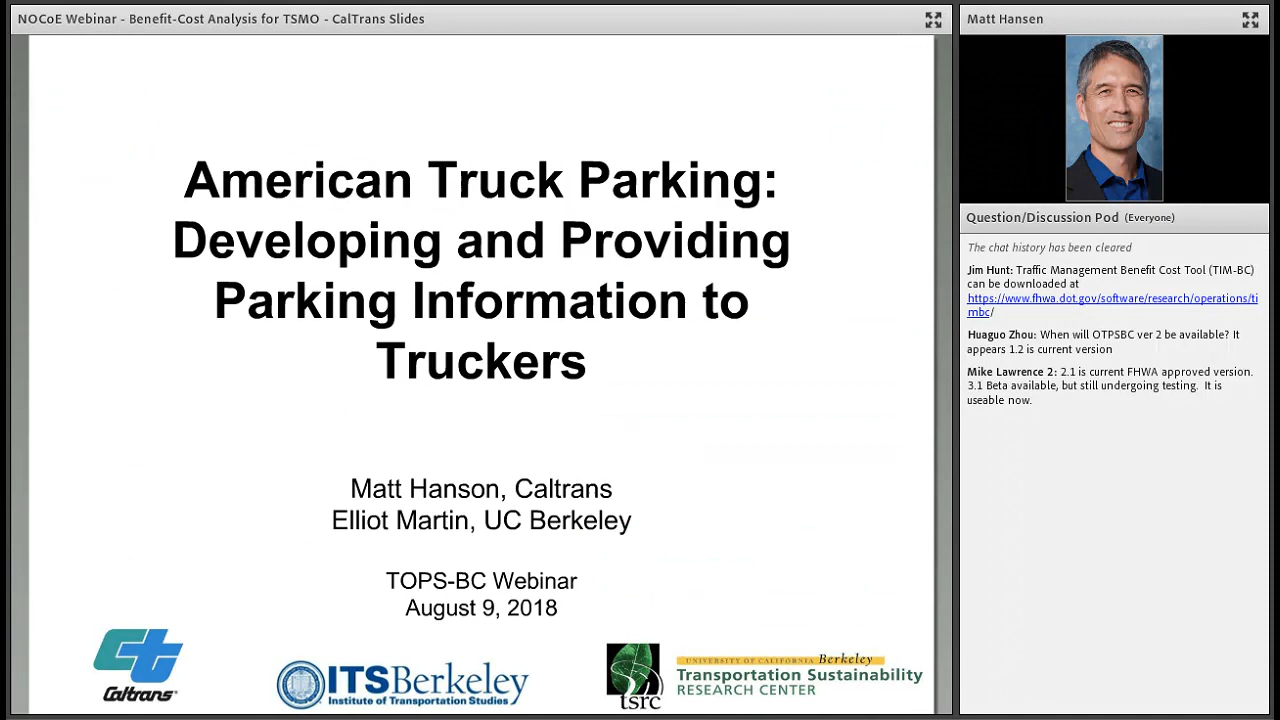 NOCoE Webinar - Benefit-Cost Analysis for TSMO - CalTrans Slides
American Truck Parking:
Developing and Providing
Parking Information to
Truckers
Matt Hanson, Caltrans
Elliot Martin, UC Berkeley
TOPS-BC Webinar
August 9, 2018
Caltrans
ITSBerkeley
Institute of Transportation Studies
tsrc
UNIVERSITY OF CALIFORNIA Berkeley
Transportation Sustainability
RESEARCH CENTER
Matt Hansen
Question/Discussion Pod (Everyone)
The chat history has been cleared
Jim Hunt: Traffic Management Benefit Cost Tool (TIM-BC)
can be downloaded at
https://www.fhwa.dot.gov/software/research/operations/ti
mbc/
Huaguo Zhou: When will OTPSBC ver 2 be available? It
appears 1.2 is current version
Mike Lawrence 2: 2.1 is current FHWA approved version.
3.1 Beta available, but still undergoing testing.  It is
useable now.